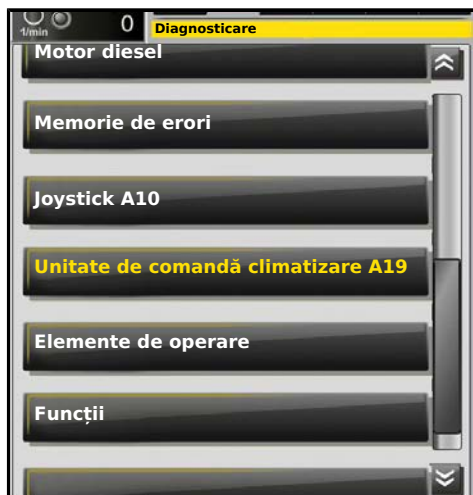 0
1/min
Diagnosticare
Motor diesel
Memorie de erori
Joystick A10
Unitate de comandă climatizare A19
Elemente de operare
Funcții